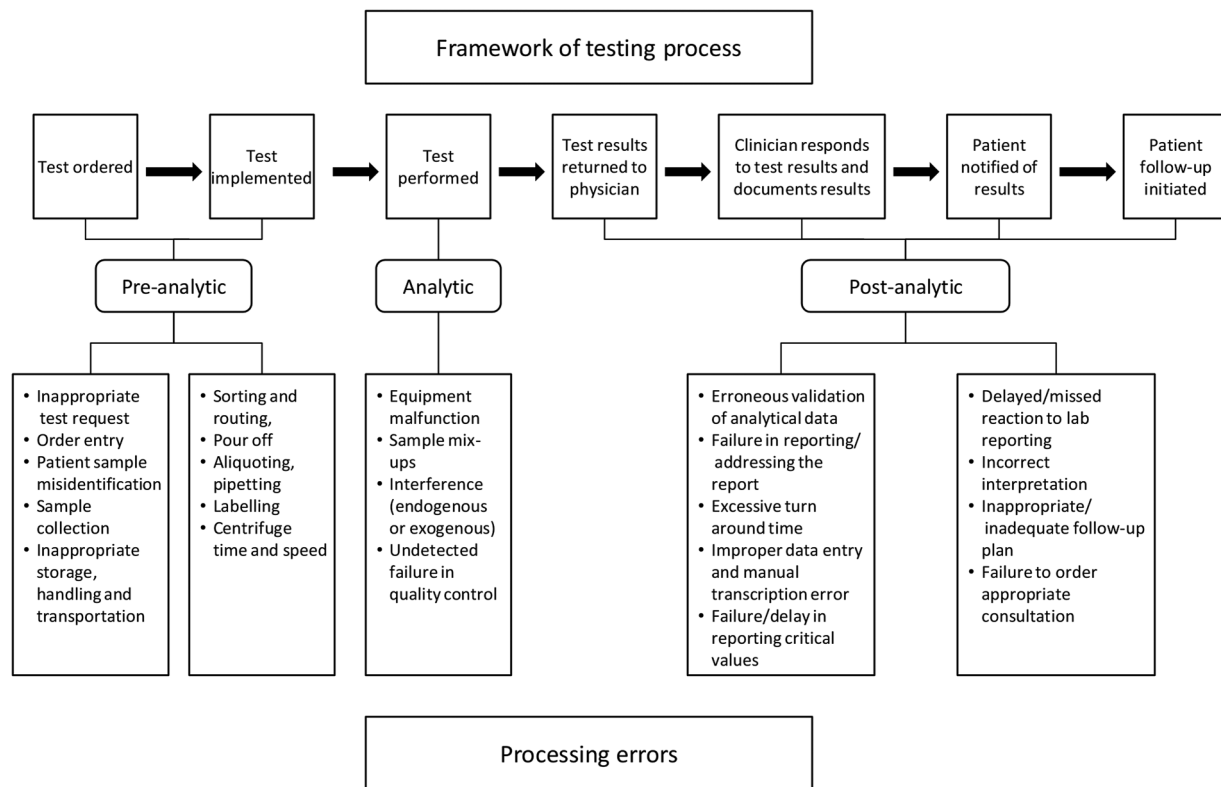 Framework of testing process
Test ordered
Test
implemented
Test
performed
Test results
returned to
physician
Clinician responds
to test results and
documents results
Patient
notified of
results
Patient
follow-up
initiated
Pre-analytic
Analytic
Post-analytic
• Inappropriate
test request
• Order entry
• Patient sample
misidentification
• Sample
collection
• Inappropriate
storage,
handling and
transportation
• Sorting and
routing,
• Pour off
• Aliquoting,
pipetting
• Labelling
• Centrifuge
time and speed
• Equipment
malfunction
• Sample mix-
ups
• Interference
(endogenous
or exogenous)
• Undetected
failure in
quality control
• Erroneous validation
of analytical data
• Failure in reporting/
addressing the
report
• Excessive turn
around time
• Improper data entry
and manual
transcription error
• Failure/delay in
reporting critical
values
• Delayed/missed
reaction to lab
reporting
• Incorrect
interpretation
• Inappropriate/
inadequate follow-up
plan
• Failure to order
appropriate
consultation
Processing errors